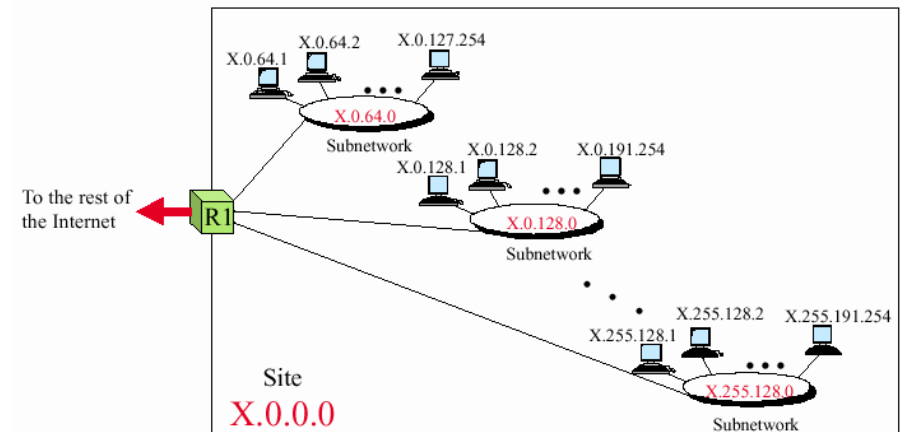 X.0.64.1
X.0.64.2
X.0.127.254
X.0.64.0
Subnetwork
X.0.128.1
X.0.128.2
X.0.191.254
X.0.128.0
Subnetwork
To the rest of
the Internet
R1
X.255.128.1
X.255.128.2
X.255.191.254
X.255.128.0
Subnetwork
Site
X.0.0.0